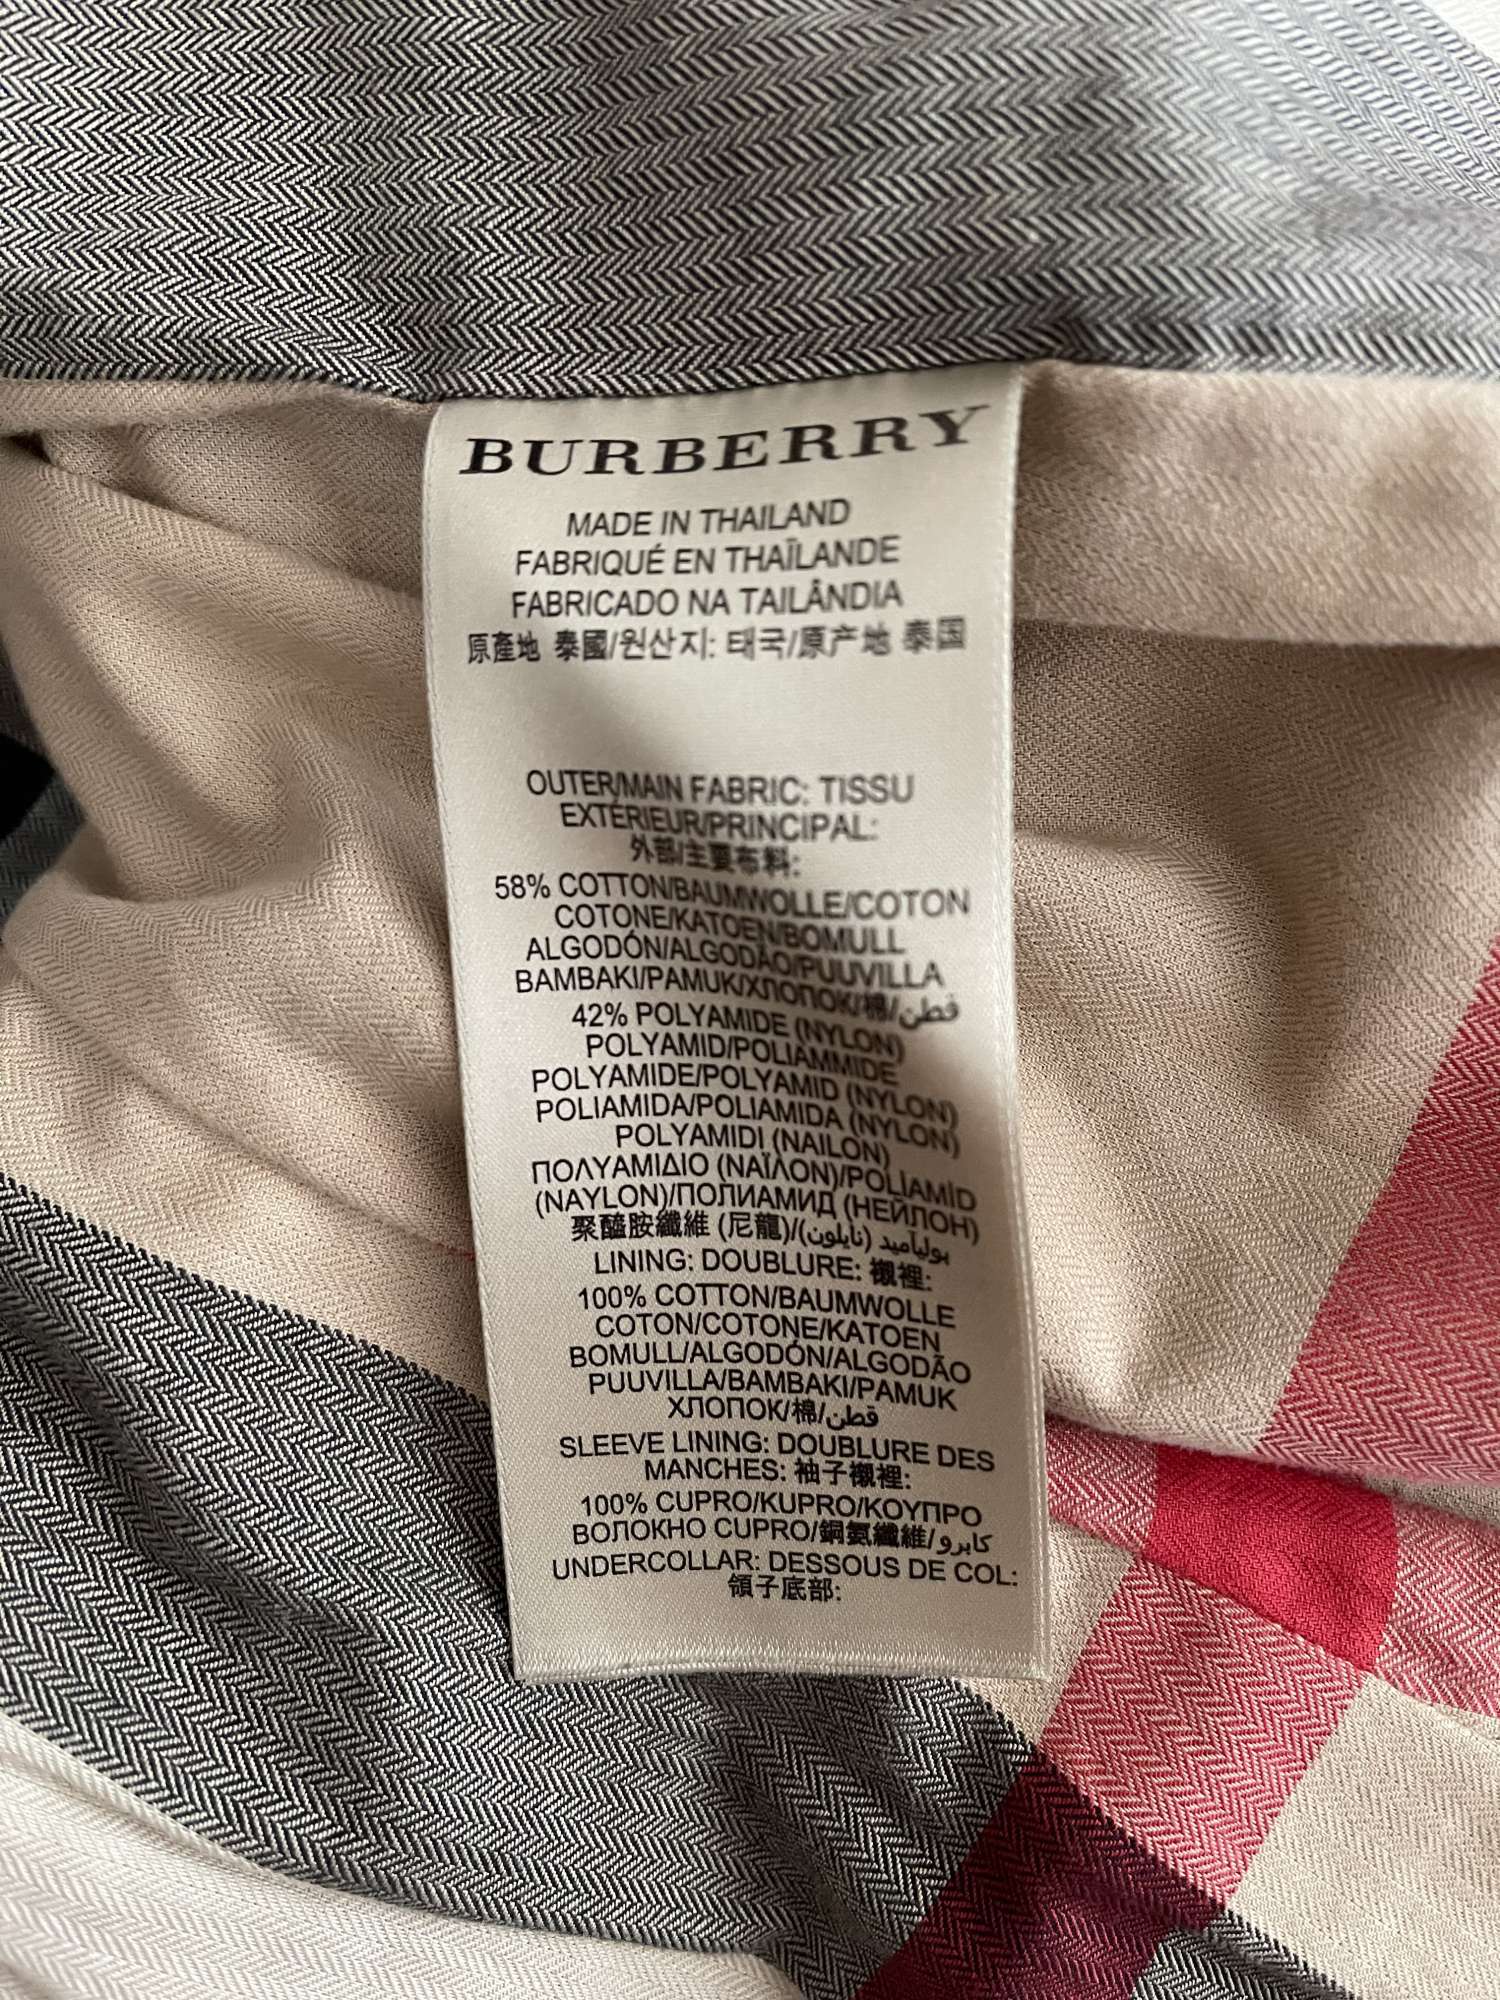 BURBERRY
MADE IN THAILAND
FABRIQUÉ EN THAÏLANDE
FABRICADO NA TAILÂNDIA
原產地 泰國/원산지: 태국/原产地 泰国
OUTER/MAIN FABRIC: TISSU
EXTÉRIEUR/PRINCIPAL:
外部/主要布料:
58% COTTON/BAUMWOLLE/COTON
COTONE/KATOEN/BOMULL
ALGODÓN/ALGODÃO/PUUVILLA
BAMBAKI/PAMUK/ХЛОПОК/棉/قطن
42% POLYAMIDE (NYLON)
POLYAMID/POLIAMMIDE
POLYAMIDE/POLYAMID (NYLON)
POLIAMIDA/POLIAMIDA (NYLON)
POLYAMIDI (NAILON)
ΠΟΛΥΑΜΙΔΙΟ (ΝΑΪΛΟΝ)/POLİAMİD
(NAYLON)/ПОЛИАМИД (НЕЙЛОН)
聚醯胺纖維 (尼龍)/بولياميد (نايلون)
LINING: DOUBLURE: 襯裡:
100% COTTON/BAUMWOLLE
COTON/COTONE/KATOEN
BOMULL/ALGODÓN/ALGODÃO
PUUVILLA/BAMBAKI/PAMUK
ХЛОПОК/棉/قطن
SLEEVE LINING: DOUBLURE DES
MANCHES: 袖子襯裡:
100% CUPRO/KUPRO/ΚΟΥΠΡΟ
ВОЛОКНО CUPRO/銅氨纖維/كابرو
UNDERCOLLAR: DESSOUS DE COL:
領子底部: